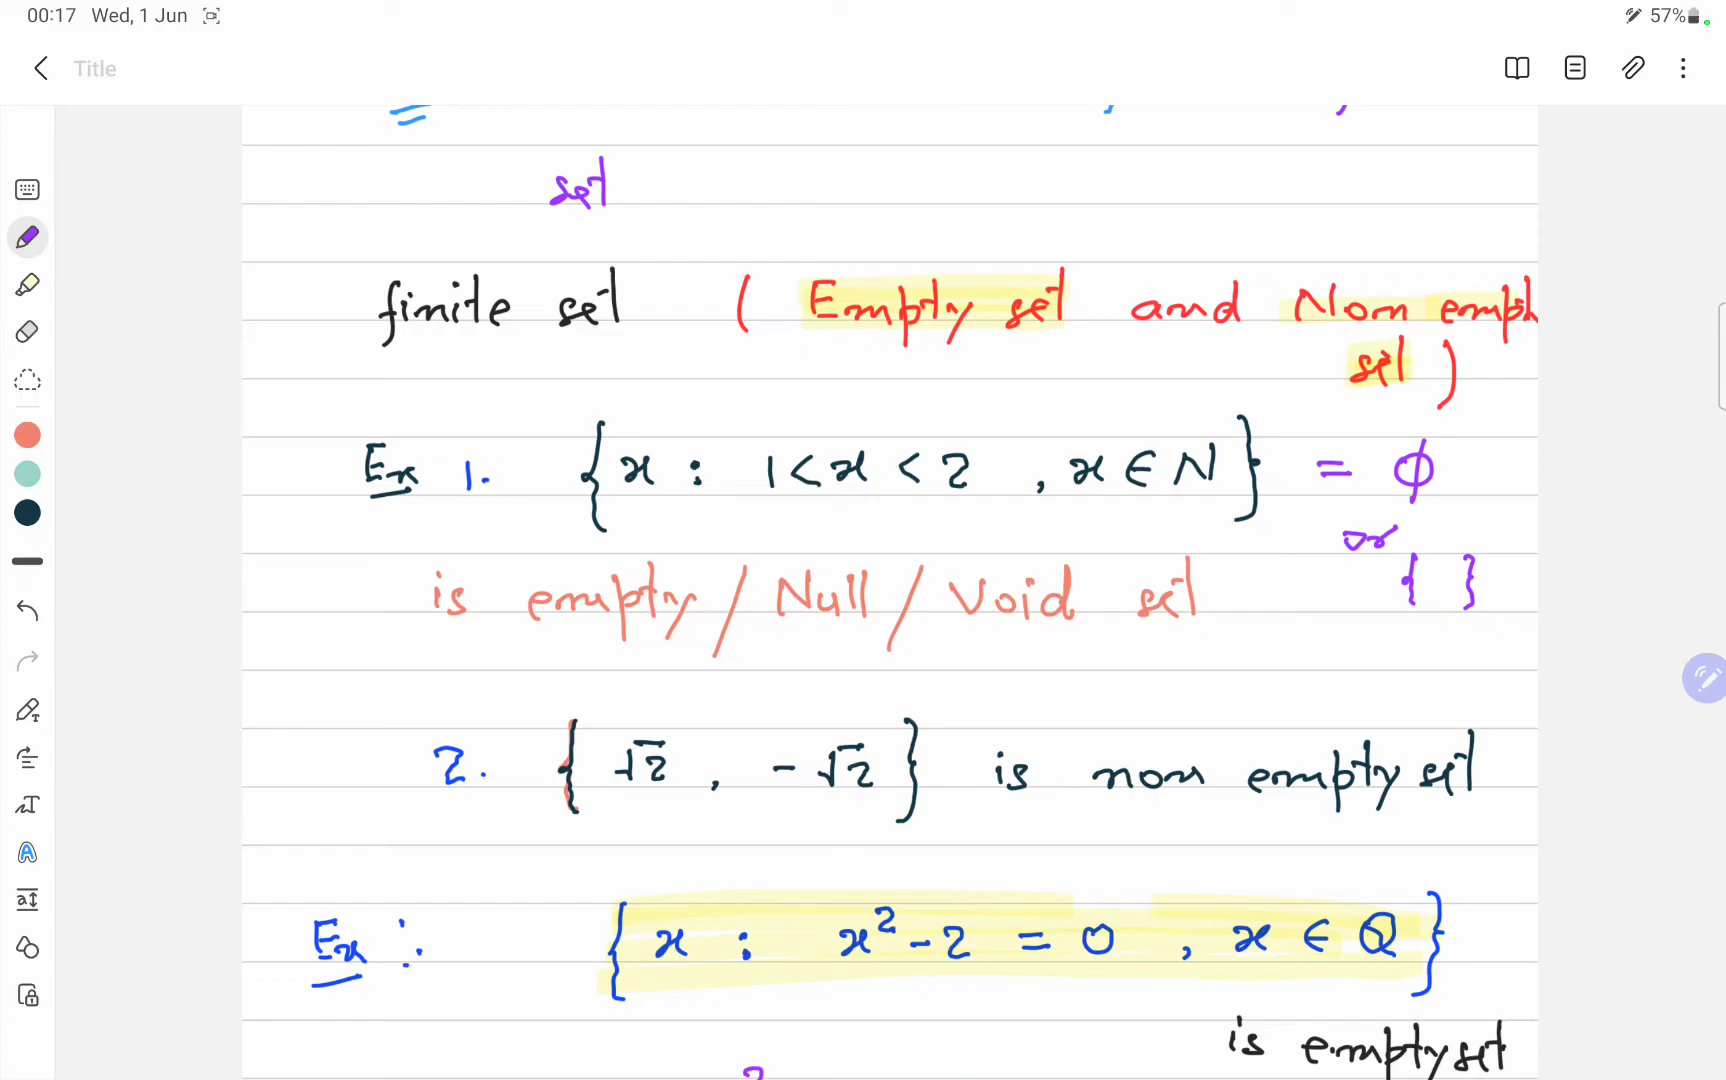 00:17 Wed, 1 Jun 57%
Title
set
finite set ( Empty set and Non empt
set )
Ex 1. { x : 1 < x < 2 , x ∈ N } = ϕ
or
is empty / Null / Void set { }
2. { √2 , -√2 } is non empty set
Ex : { x : x² - 2 = 0 , x ∈ Q }
is empty set